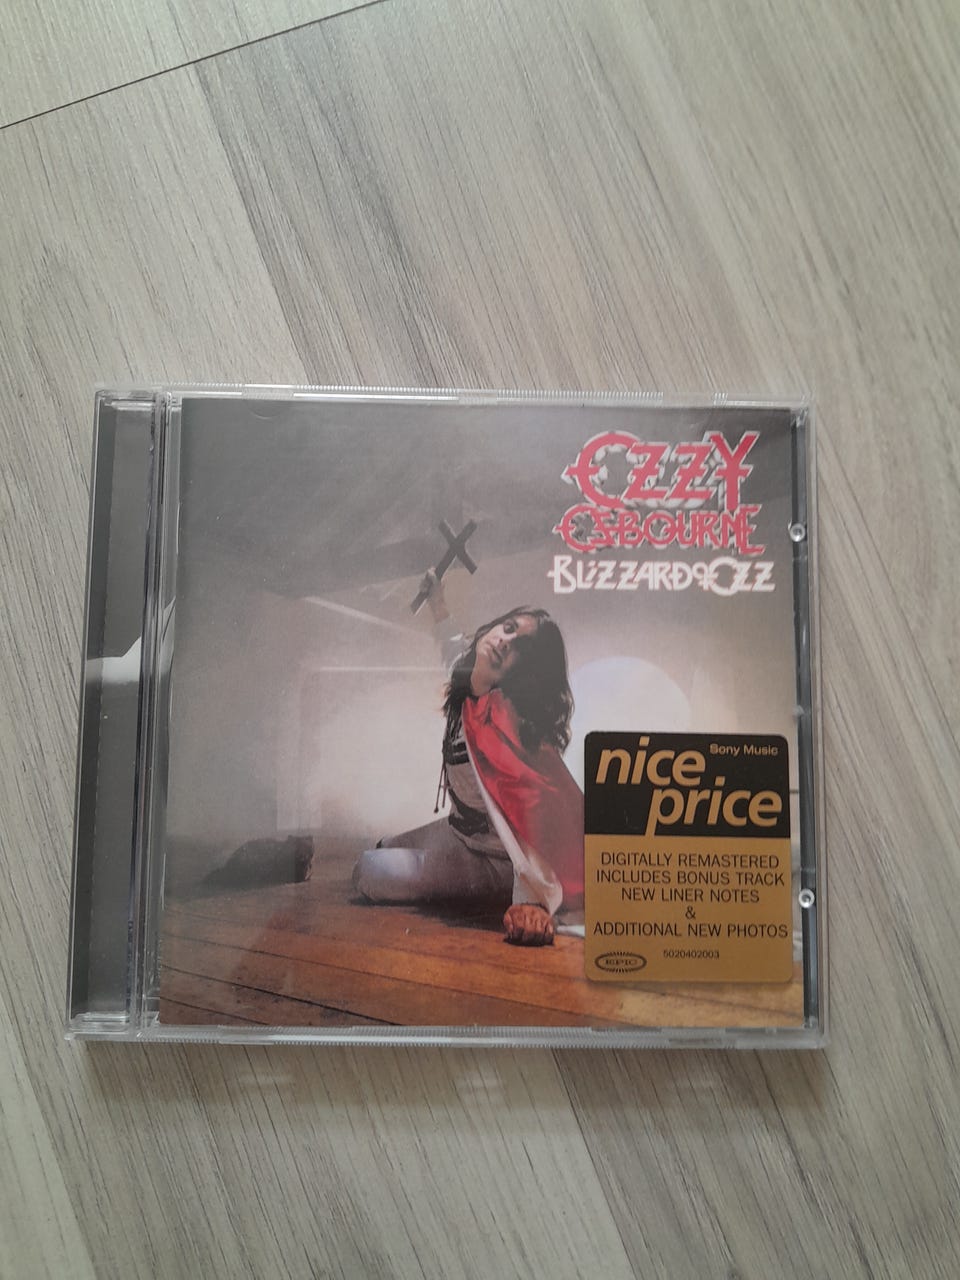 OZZY
OSBOURNE
BLIZZARD OF OZZ
nice
Sony Music
price
DIGITALLY REMASTERED
INCLUDES BONUS TRACK
NEW LINER NOTES
&
ADDITIONAL NEW PHOTOS
5020402003
EPIC